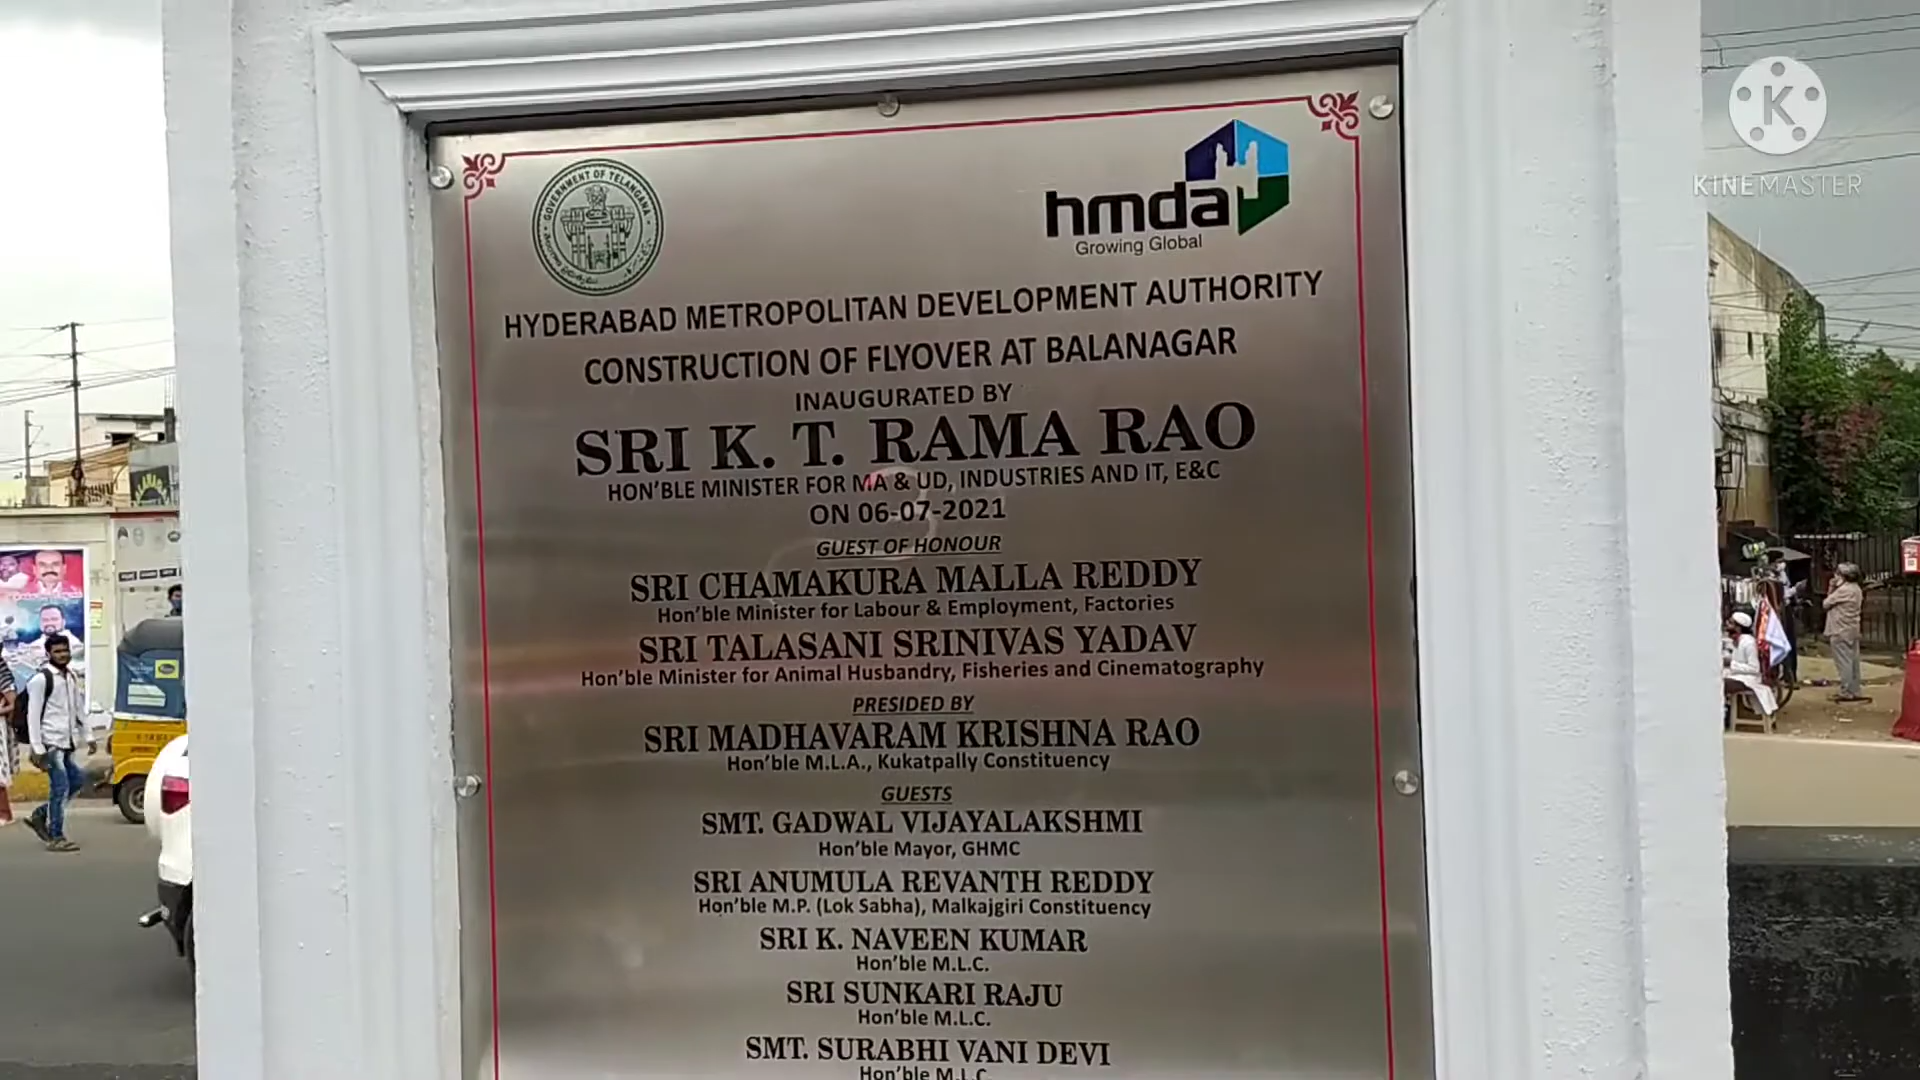 GOVERNMENT OF TELANGANA
hmda
Growing Global
HYDERABAD METROPOLITAN DEVELOPMENT AUTHORITY
CONSTRUCTION OF FLYOVER AT BALANAGAR
INAUGURATED BY
SRI K. T. RAMA RAO
HON'BLE MINISTER FOR MA & UD, INDUSTRIES AND IT, E&C
ON 06-07-2021
GUEST OF HONOUR
SRI CHAMAKURA MALLA REDDY
Hon'ble Minister for Labour & Employment, Factories
SRI TALASANI SRINIVAS YADAV
Hon'ble Minister for Animal Husbandry, Fisheries and Cinematography
PRESIDED BY
SRI MADHAVARAM KRISHNA RAO
Hon'ble M.L.A., Kukatpally Constituency
GUESTS
SMT. GADWAL VIJAYALAKSHMI
Hon'ble Mayor, GHMC
SRI ANUMULA REVANTH REDDY
Hon'ble M.P. (Lok Sabha), Malkajgiri Constituency
SRI K. NAVEEN KUMAR
Hon'ble M.L.C.
SRI SUNKARI RAJU
Hon'ble M.L.C.
SMT. SURABHI VANI DEVI
Hon'ble M.L.C.
K
KINEMASTER